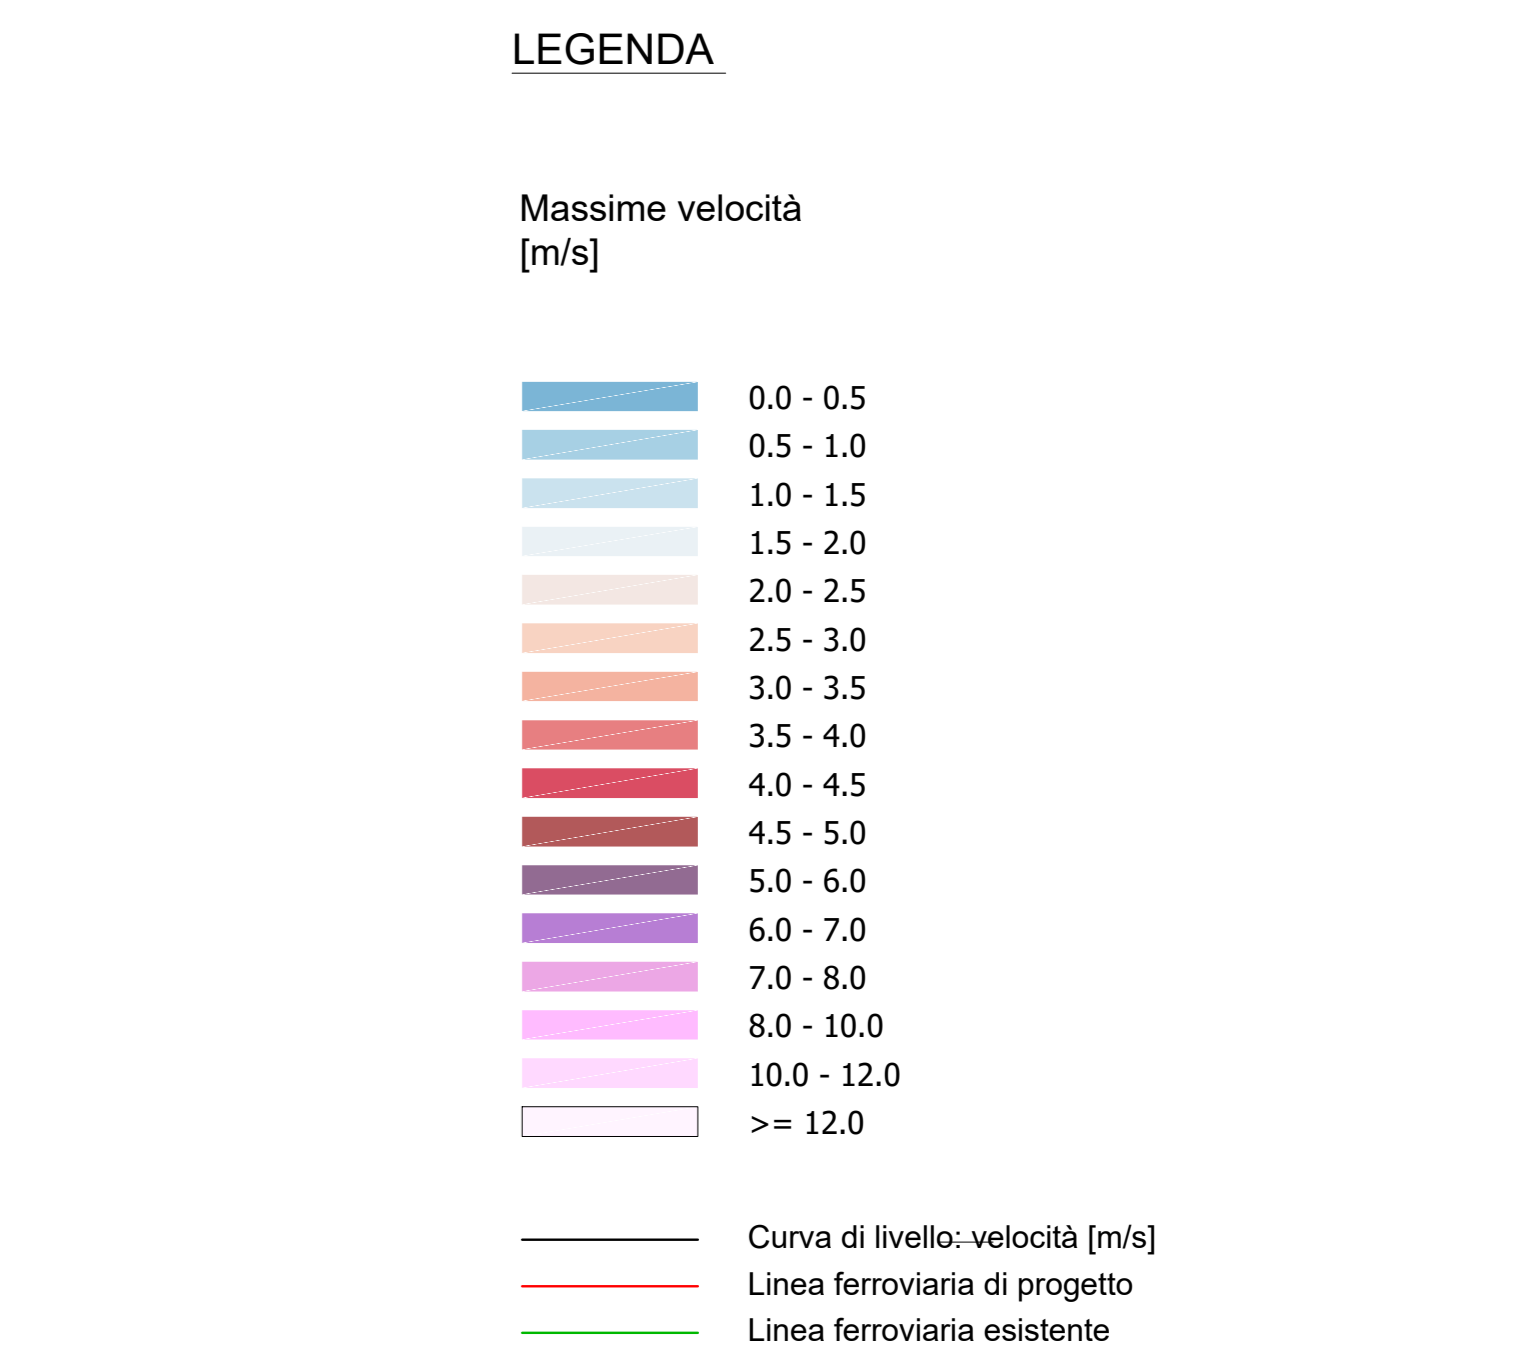 LEGENDA
Massime velocità
[m/s]
0.0 - 0.5
0.5 - 1.0
1.0 - 1.5
1.5 - 2.0
2.0 - 2.5
2.5 - 3.0
3.0 - 3.5
3.5 - 4.0
4.0 - 4.5
4.5 - 5.0
5.0 - 6.0
6.0 - 7.0
7.0 - 8.0
8.0 - 10.0
10.0 - 12.0
>= 12.0
Curva di livello: velocità [m/s]
Linea ferroviaria di progetto
Linea ferroviaria esistente